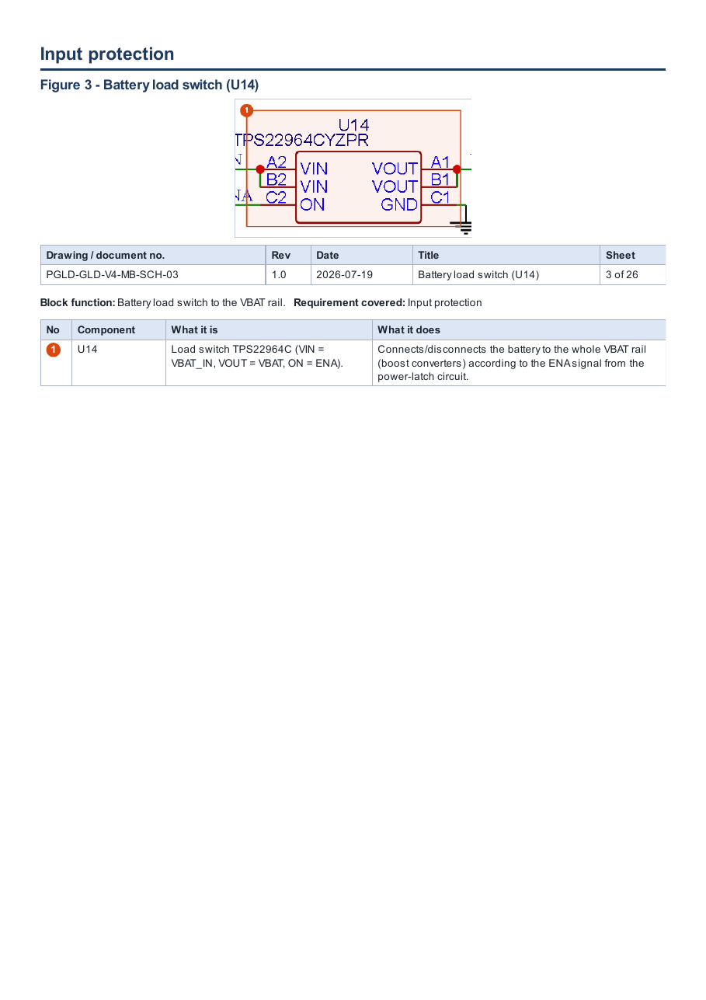 Input protection
Figure 3 - Battery load switch (U14)
1
U14
TPS22964CYZPR
A2 VIN VOUT A1
B2 VIN VOUT B1
C2 ON GND C1
Drawing / document no. Rev Date Title Sheet
PGLD-GLD-V4-MB-SCH-03 1.0 2026-07-19 Battery load switch (U14) 3 of 26
Block function: Battery load switch to the VBAT rail. Requirement covered: Input protection
No Component What it is What it does
1 U14 Load switch TPS22964C (VIN = Connects/disconnects the battery to the whole VBAT rail
VBAT_IN, VOUT = VBAT, ON = ENA). (boost converters) according to the ENA signal from the
power-latch circuit.